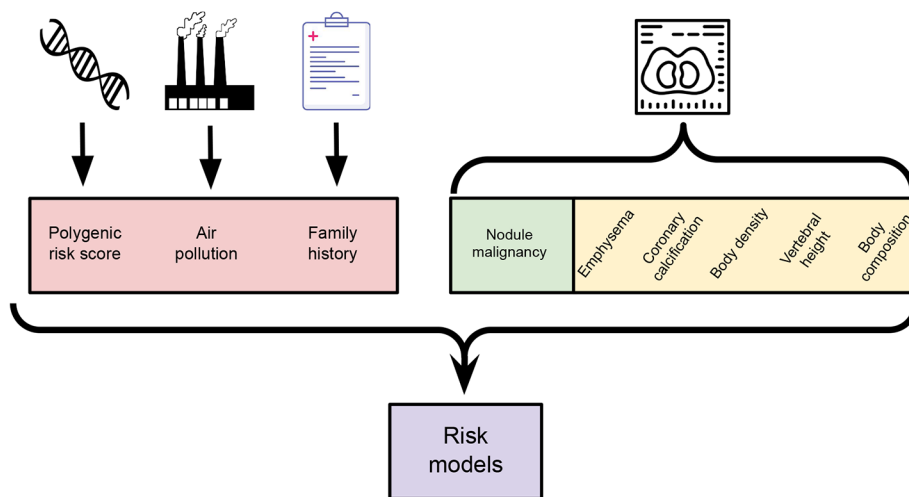 Polygenic
risk score
Air
pollution
Family
history
Nodule
malignancy
Emphysema
Coronary
calcification
Body density
Vertebral
height
Body
composition
Risk
models